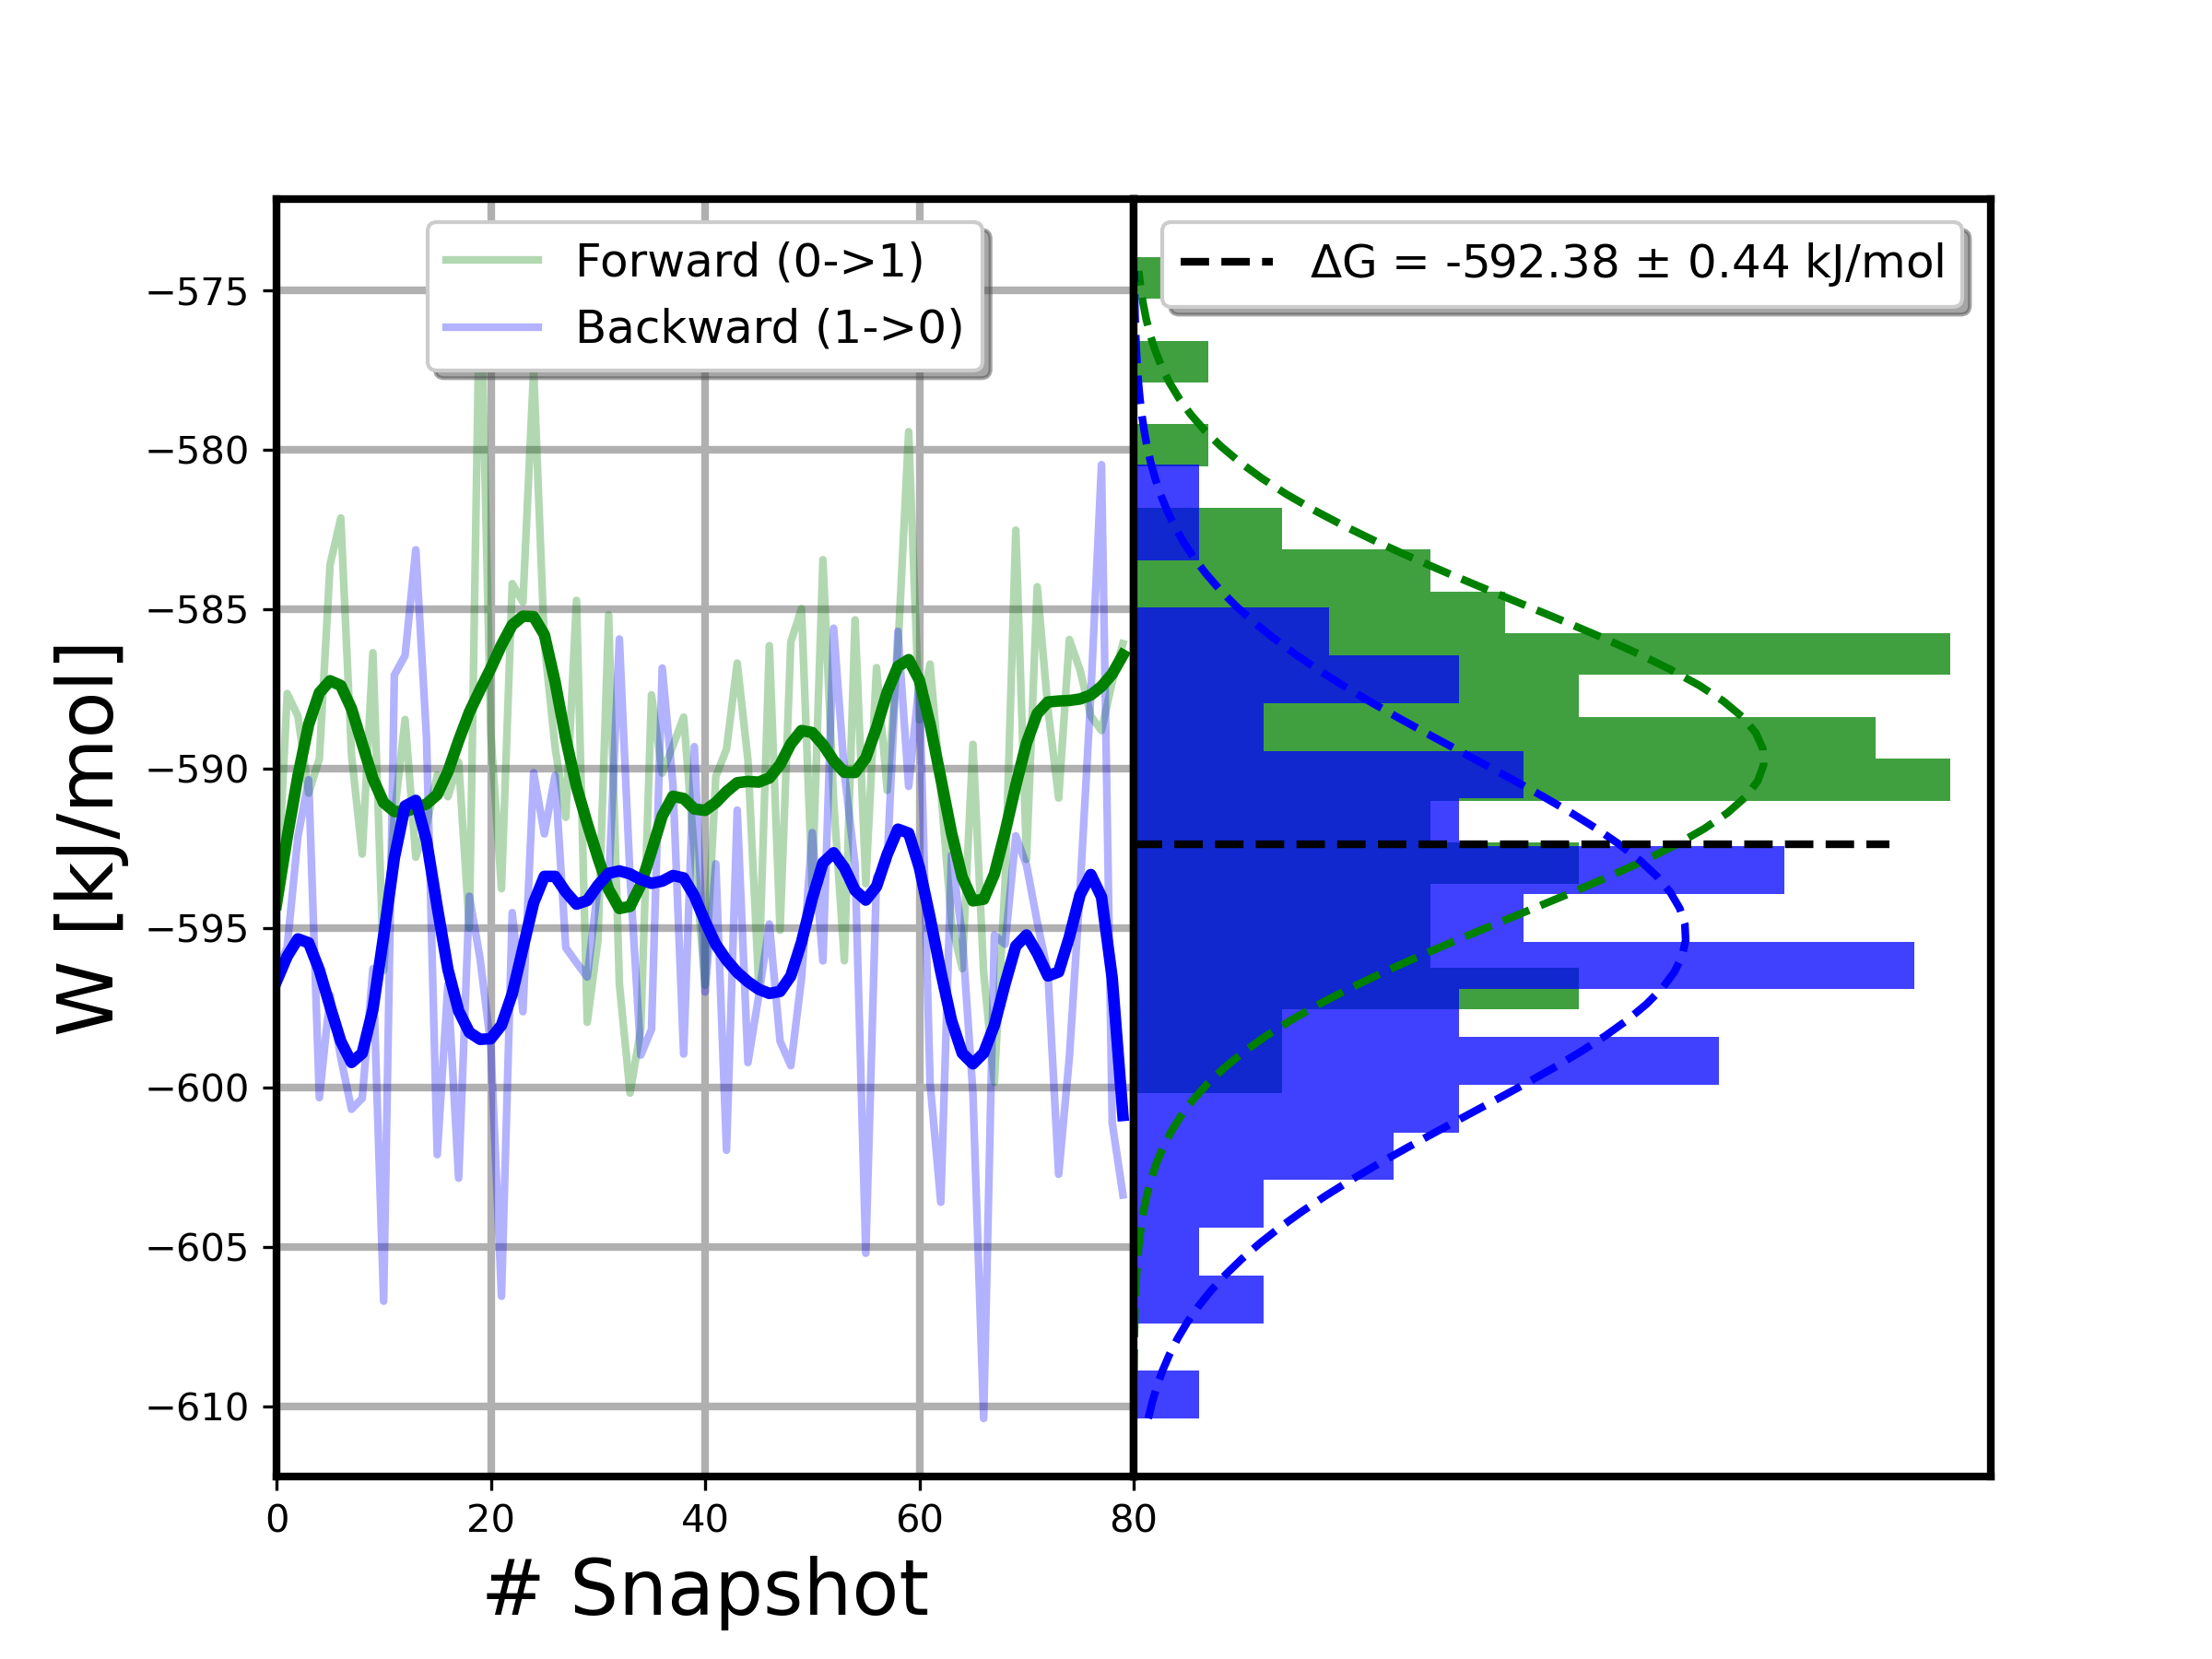 Forward (0->1)
Backward (1->0)
ΔG = -592.38 ± 0.44 kJ/mol
W [kJ/mol]
−575
−580
−585
−590
−595
−600
−605
−610
0 20 40 60 80
# Snapshot